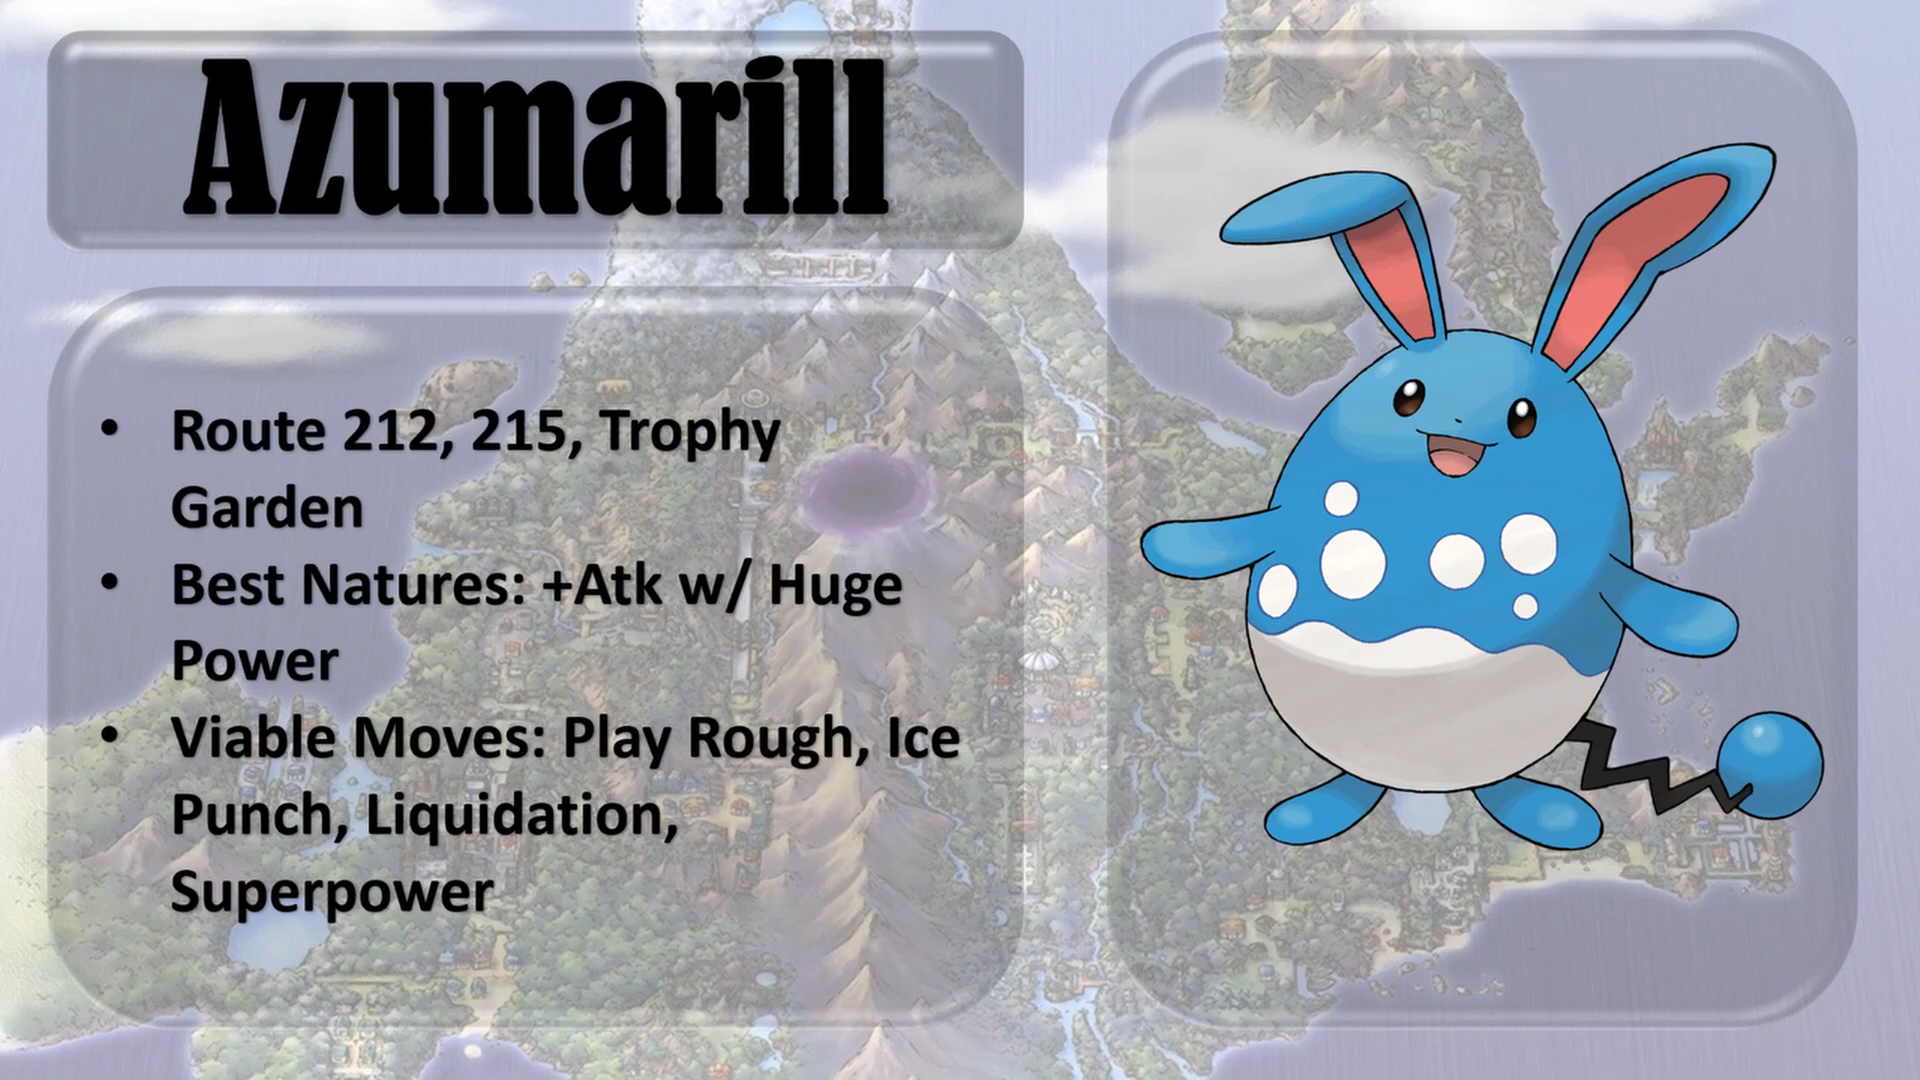 Azumarill
• Route 212, 215, Trophy
Garden
• Best Natures: +Atk w/ Huge
Power
• Viable Moves: Play Rough, Ice
Punch, Liquidation,
Superpower